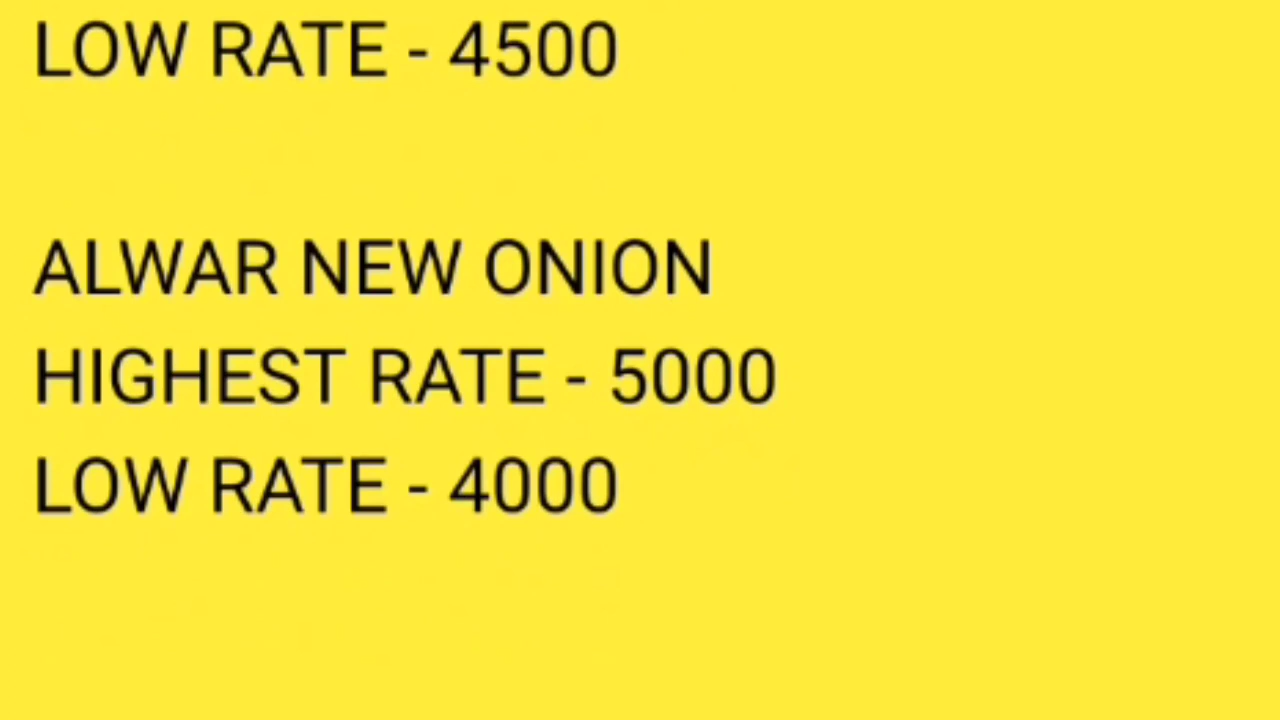 LOW RATE - 4500
ALWAR NEW ONION
HIGHEST RATE - 5000
LOW RATE - 4000